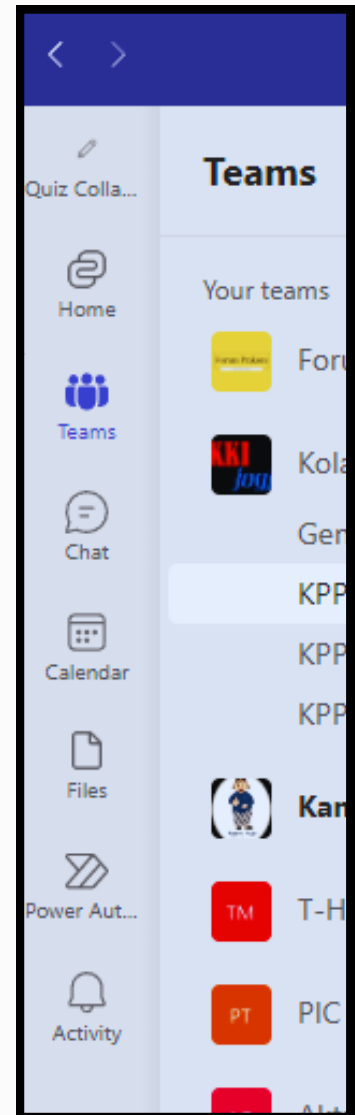 Quiz Colla...
Home
Teams
Chat
Calendar
Files
Power Aut...
Activity
Teams
Your teams
Foru
KKI
jog
Kola
Gen
KPP
KPP
KPP
Kan
TM
T-H
PT
PIC